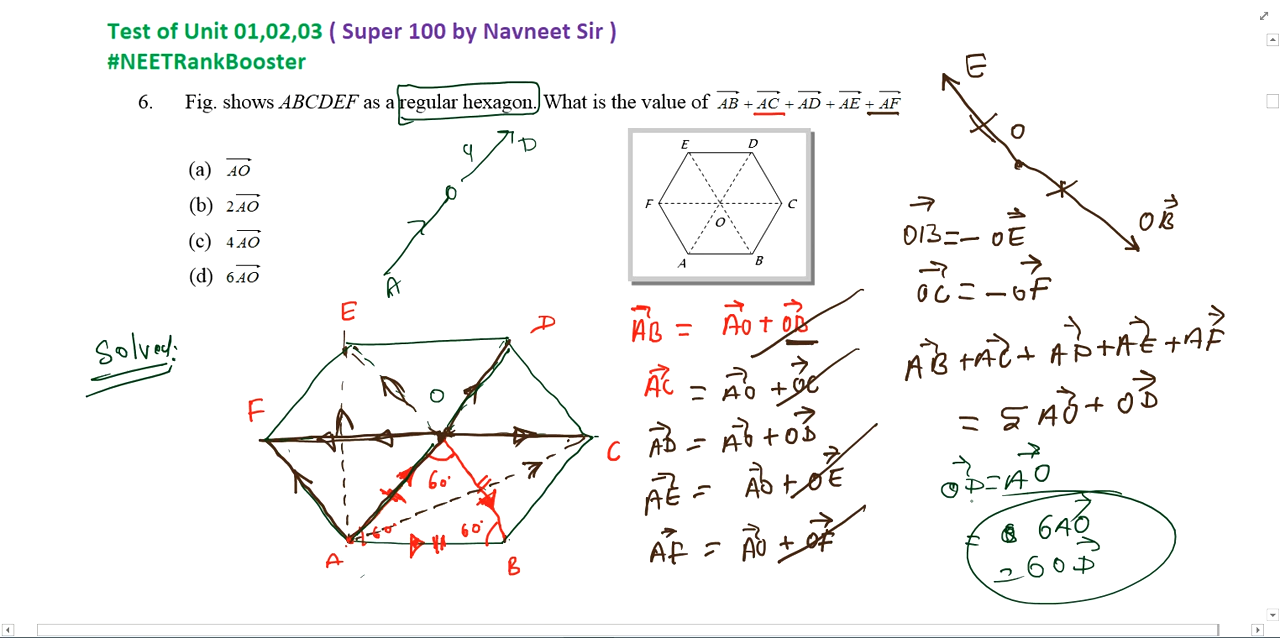 Test of Unit 01,02,03 ( Super 100 by Navneet Sir )
#NEETRankBooster
6. Fig. shows ABCDEF as a regular hexagon. What is the value of AB⃗ + AC⃗ + AD⃗ + AE⃗ + AF⃗
(a) AO⃗
(b) 2AO⃗
(c) 4AO⃗
(d) 6AO⃗
A
O
D
E
D
F
C
O
A
B
E
O
OB⃗
OB⃗ = - OE⃗
OC⃗ = - OF⃗
Solved:
E
D
F
O
C
60°
60°
60°
A
B
AB⃗ = AO⃗ + OB⃗
AC⃗ = AO⃗ + OC⃗
AD⃗ = AO⃗ + OD⃗
AE⃗ = AO⃗ + OE⃗
AF⃗ = AO⃗ + OF⃗
AB⃗ + AC⃗ + AD⃗ + AE⃗ + AF⃗
= 5 AO⃗ + OD⃗
OD⃗ = AO⃗
= 6AO⃗
= 6OD⃗